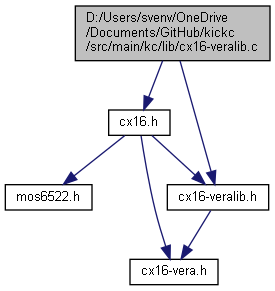 D:/Users/svenw/OneDrive
/Documents/GitHub/kickc
/src/main/kc/lib/cx16-veralib.c
cx16.h
mos6522.h
cx16-veralib.h
cx16-vera.h